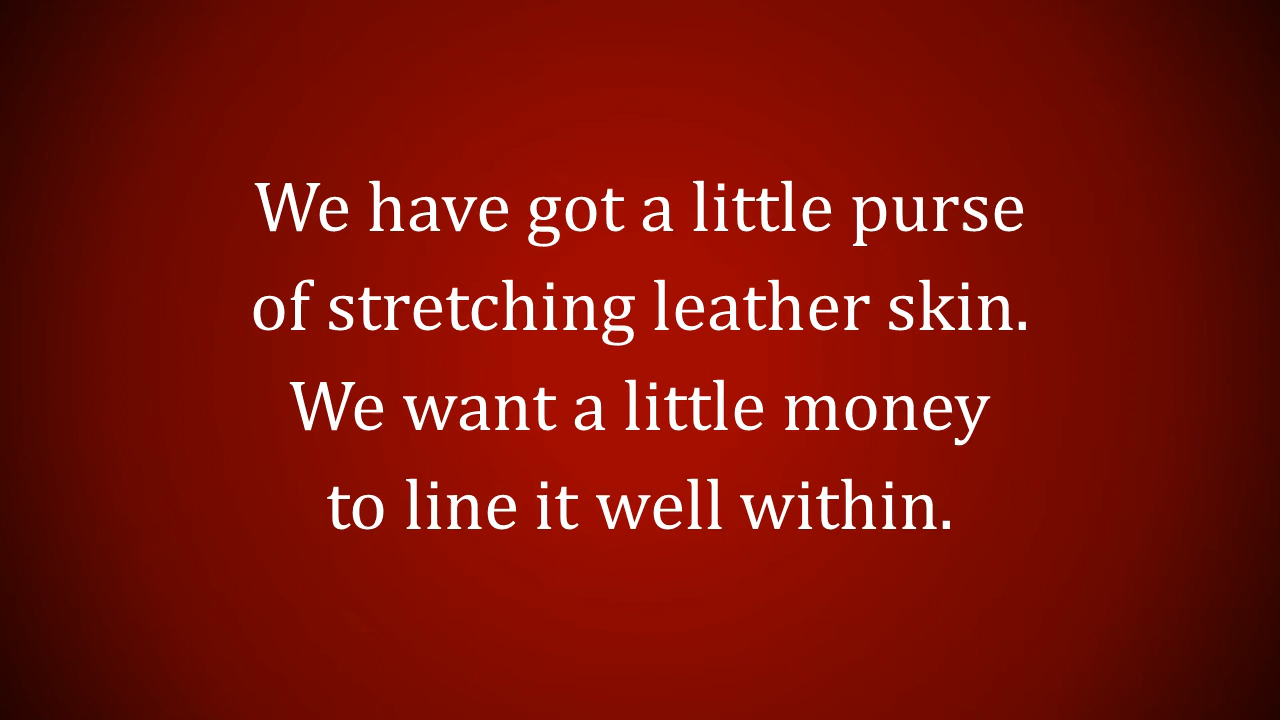 We have got a little purse
of stretching leather skin.
We want a little money
to line it well within.